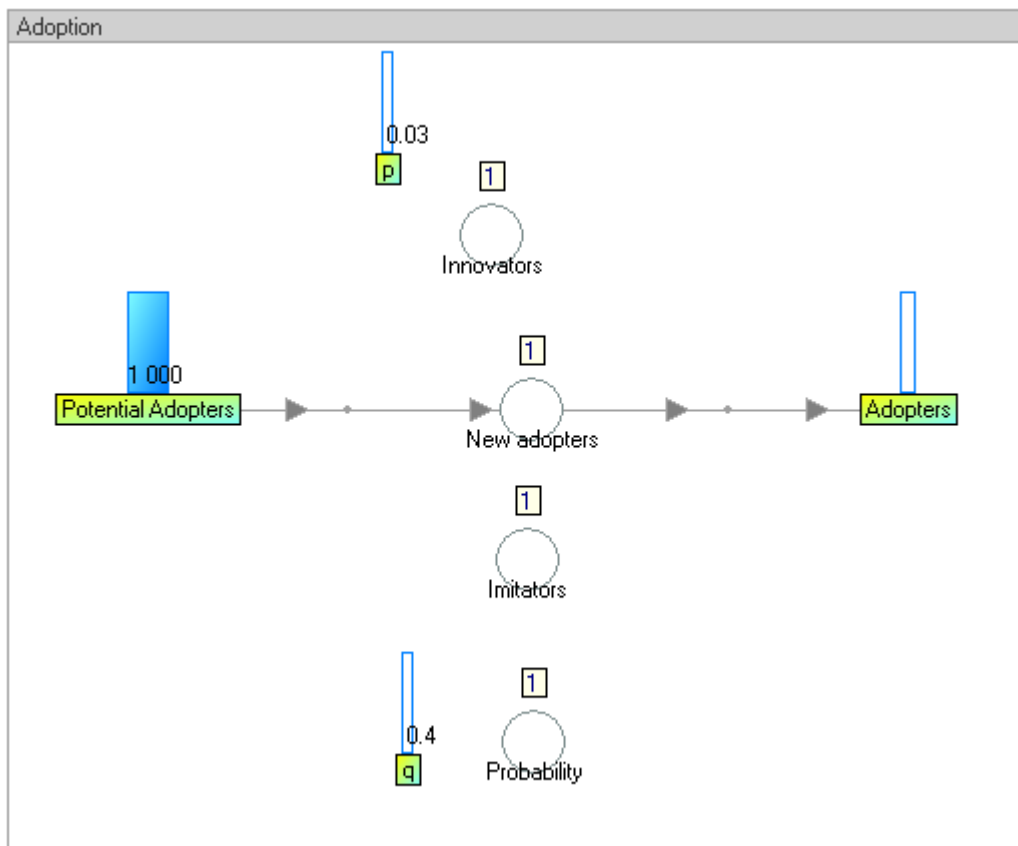 Adoption
0.03
p
1
Innovators
1 000
Potential Adopters
1
New adopters
Adopters
1
Imitators
0.4
q
1
Probability